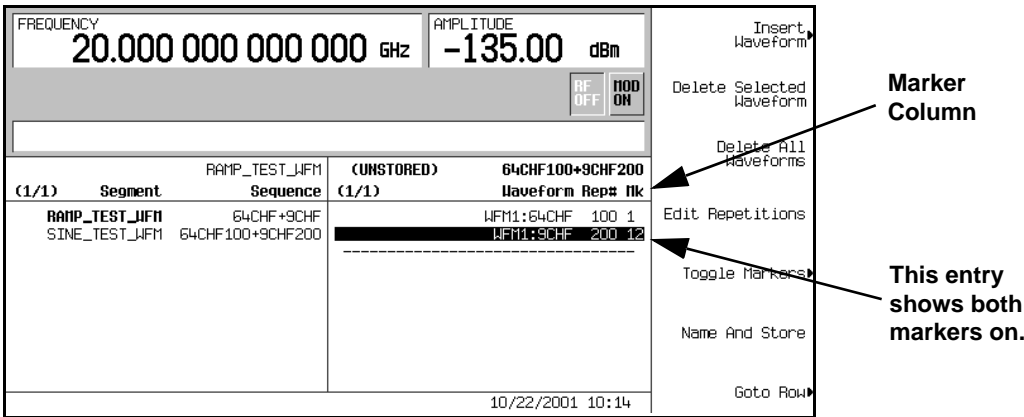 FREQUENCY
20.000 000 000 000 GHz
AMPLITUDE
-135.00 dBm
RF OFF
MOD ON
RAMP_TEST_WFM
(UNSTORED) 64CHF100+9CHF200
(1/1) Segment Sequence
(1/1) Waveform Rep# Mk
RAMP_TEST_WFM 64CHF+9CHF
WFM1:64CHF 100 1
SINE_TEST_WFM 64CHF100+9CHF200
WFM1:9CHF 200 12
10/22/2001 10:14
Insert
Waveform
Delete Selected
Waveform
Delete All
Waveforms
Edit Repetitions
Toggle Markers
Name And Store
Goto Row
Marker
Column
This entry
shows both
markers on.